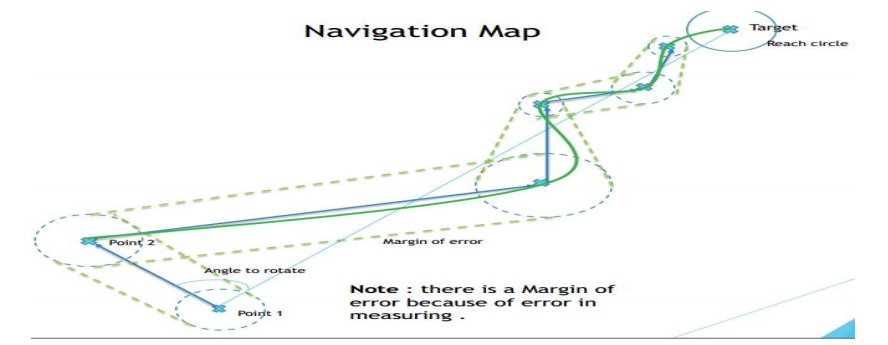 Navigation Map
Target
Reach circle
Point 2
Margin of error
Angle to rotate
Point 1
Note : there is a Margin of
error because of error in
measuring .